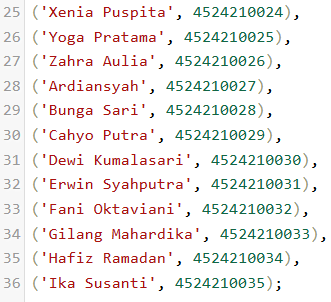 25 ('Xenia Puspita', 4524210024),
26 ('Yoga Pratama', 4524210025),
27 ('Zahra Aulia', 4524210026),
28 ('Ardiansyah', 4524210027),
29 ('Bunga Sari', 4524210028),
30 ('Cahyo Putra', 4524210029),
31 ('Dewi Kumalasari', 4524210030),
32 ('Erwin Syahputra', 4524210031),
33 ('Fani Oktaviani', 4524210032),
34 ('Gilang Mahardika', 4524210033),
35 ('Hafiz Ramadan', 4524210034),
36 ('Ika Susanti', 4524210035);